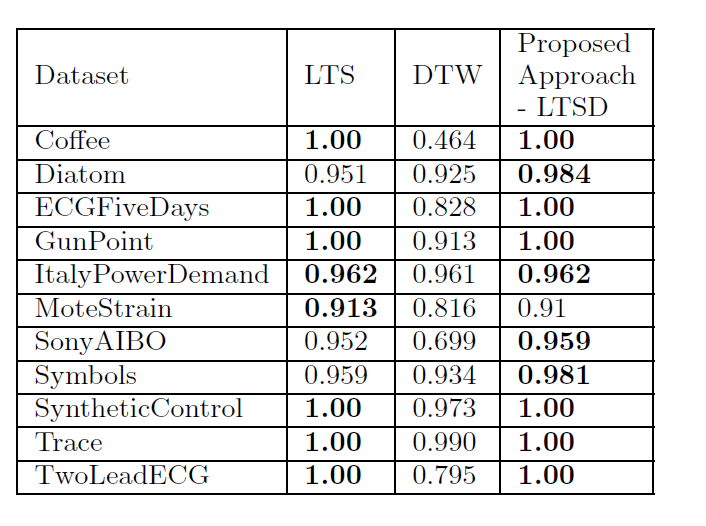 Dataset LTS DTW Proposed Approach - LTSD
Coffee 1.00 0.464 1.00
Diatom 0.951 0.925 0.984
ECGFiveDays 1.00 0.828 1.00
GunPoint 1.00 0.913 1.00
ItalyPowerDemand 0.962 0.961 0.962
MoteStrain 0.913 0.816 0.91
SonyAIBO 0.952 0.699 0.959
Symbols 0.959 0.934 0.981
SyntheticControl 1.00 0.973 1.00
Trace 1.00 0.990 1.00
TwoLeadECG 1.00 0.795 1.00